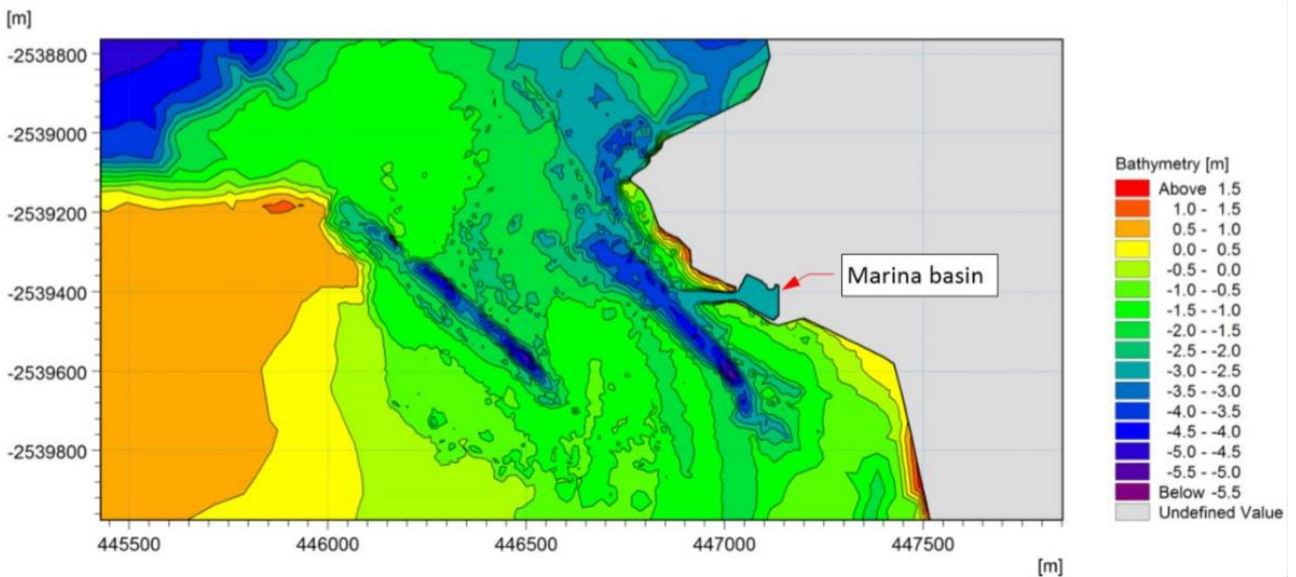 [m]
-2538800
-2539000
-2539200
-2539400
-2539600
-2539800
445500 446000 446500 447000 447500
[m]
Marina basin
Bathymetry [m]
Above 1.5
1.0 - 1.5
0.5 - 1.0
0.0 - 0.5
-0.5 - 0.0
-1.0 - -0.5
-1.5 - -1.0
-2.0 - -1.5
-2.5 - -2.0
-3.0 - -2.5
-3.5 - -3.0
-4.0 - -3.5
-4.5 - -4.0
-5.0 - -4.5
-5.5 - -5.0
Below -5.5
Undefined Value